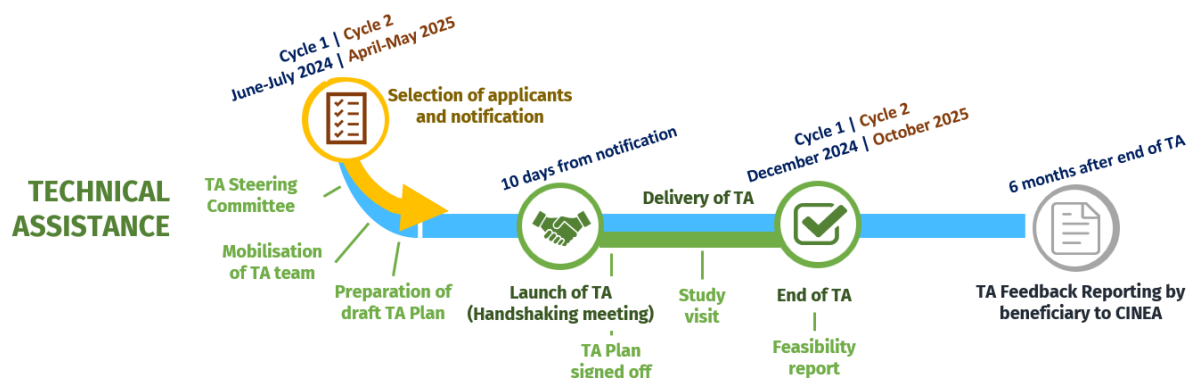 Cycle 1 | Cycle 2
June-July 2024 | April-May 2025
Selection of applicants
and notification
TECHNICAL
ASSISTANCE
TA Steering
Committee
Mobilisation
of TA team
Preparation of
draft TA Plan
10 days from notification
Launch of TA
(Handshaking meeting)
TA Plan
signed off
Delivery of TA
Study
visit
Cycle 1 | Cycle 2
December 2024 | October 2025
End of TA
Feasibility
report
6 months after end of TA
TA Feedback Reporting by
beneficiary to CINEA